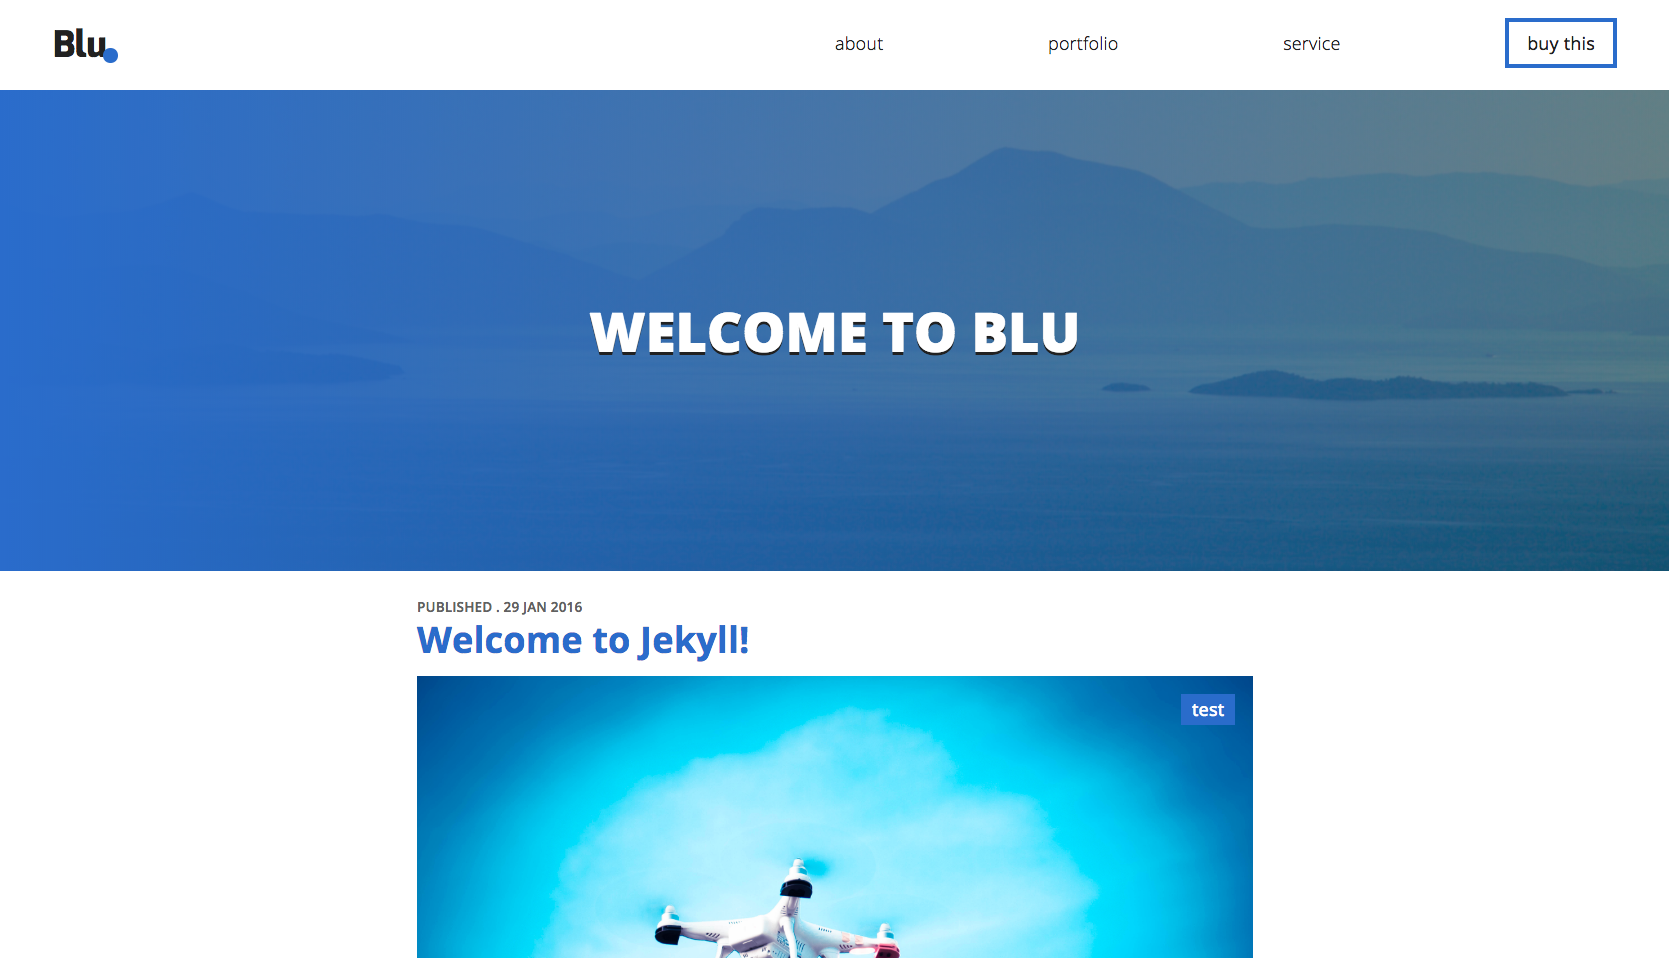 Blu.
about
portfolio
service
buy this
WELCOME TO BLU
PUBLISHED . 29 JAN 2016
Welcome to Jekyll!
test